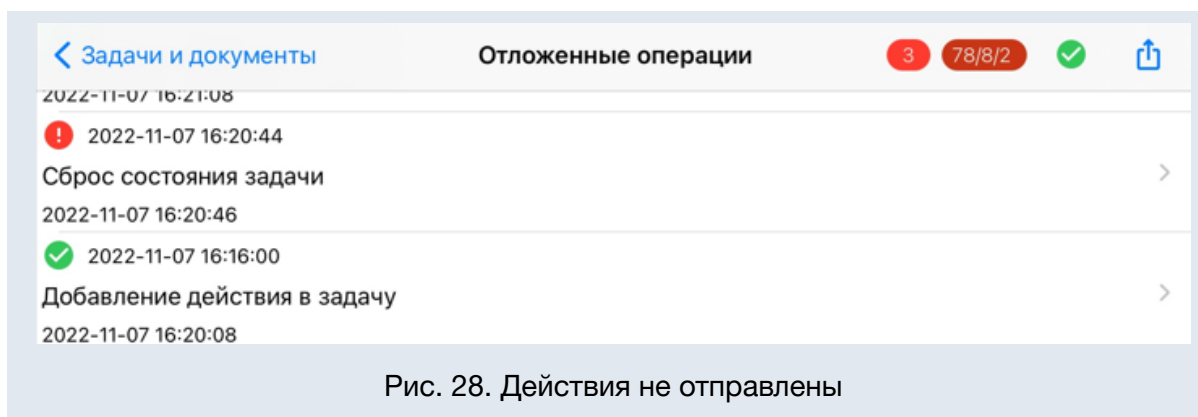 Задачи и документы Отложенные операции 3 78/8/2
2022-11-07 16:21:08
2022-11-07 16:20:44
Сброс состояния задачи
2022-11-07 16:20:46
2022-11-07 16:16:00
Добавление действия в задачу
2022-11-07 16:20:08
Рис. 28. Действия не отправлены